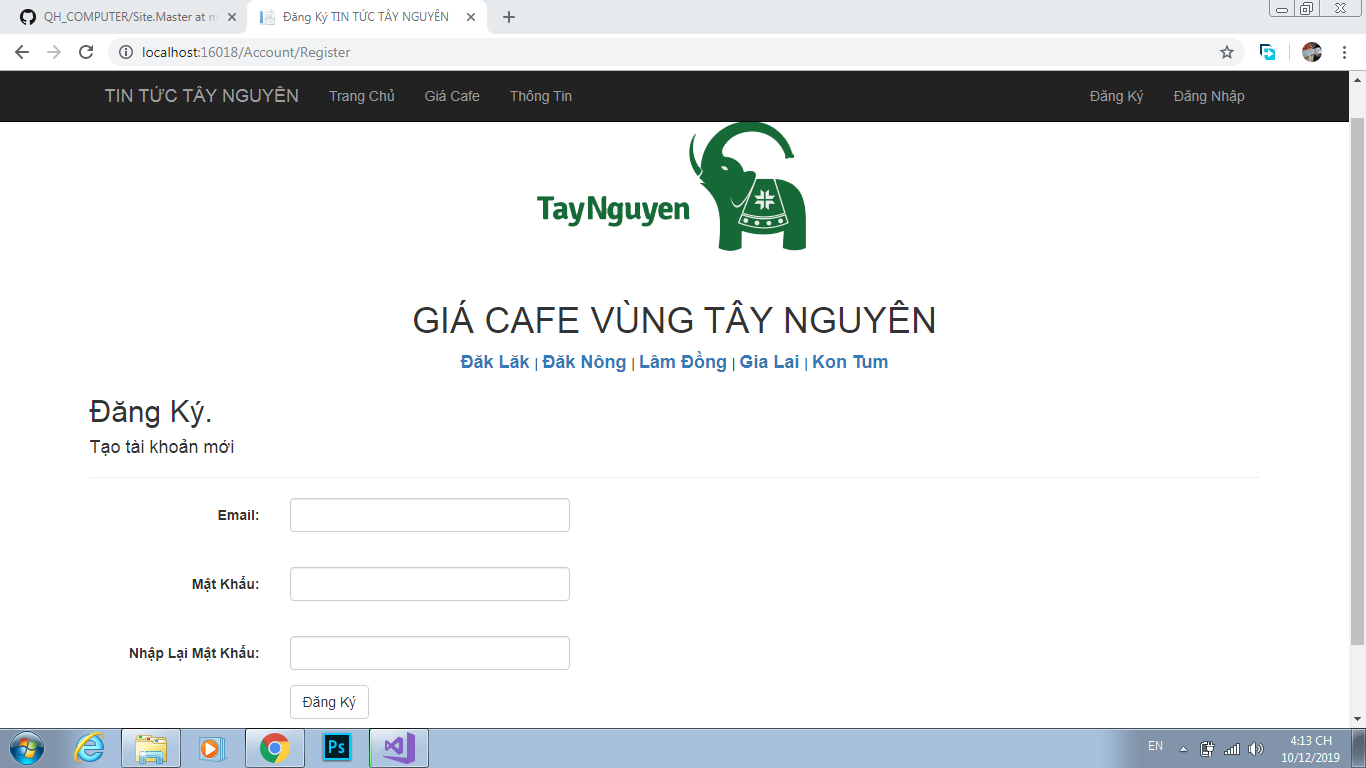 QH_COMPUTER/Site.Master at m
Đăng Ký TIN TỨC TÂY NGUYÊN
localhost:16018/Account/Register
TIN TỨC TÂY NGUYÊN Trang Chủ Giá Cafe Thông Tin Đăng Ký Đăng Nhập
TayNguyen
GIÁ CAFE VÙNG TÂY NGUYÊN
Đăk Lăk | Đăk Nông | Lâm Đồng | Gia Lai | Kon Tum
Đăng Ký.
Tạo tài khoản mới
Email:
Mật Khẩu:
Nhập Lại Mật Khẩu:
Đăng Ký
Ps
EN
4:13 CH
10/12/2019